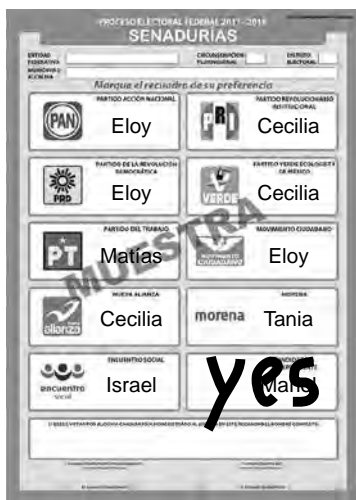 PROCESO ELECTORAL FEDERAL 2017 - 2018
SENADURÍAS
ENTIDAD FEDERATIVA
CIRCUNSCRIPCIÓN PLURINOMINAL
DISTRITO ELECTORAL
MUNICIPIO O ALCALDÍA
Marque el recuadro de su preferencia
PARTIDO ACCIÓN NACIONAL
PAN
Eloy
PARTIDO REVOLUCIONARIO
INSTITUCIONAL
Cecilia
PARTIDO DE LA REVOLUCIÓN
DEMOCRÁTICA
PRD
Eloy
PARTIDO VERDE ECOLOGISTA
DE MÉXICO
VERDE
Cecilia
MUESTRA
PARTIDO DEL TRABAJO
PT
Matías
MOVIMIENTO CIUDADANO
MOVIMIENTO
CIUDADANO
Eloy
NUEVA ALIANZA
alianza
Cecilia
MORENA
morena
Tania
ENCUENTRO SOCIAL
encuentro
social
Israel
yes